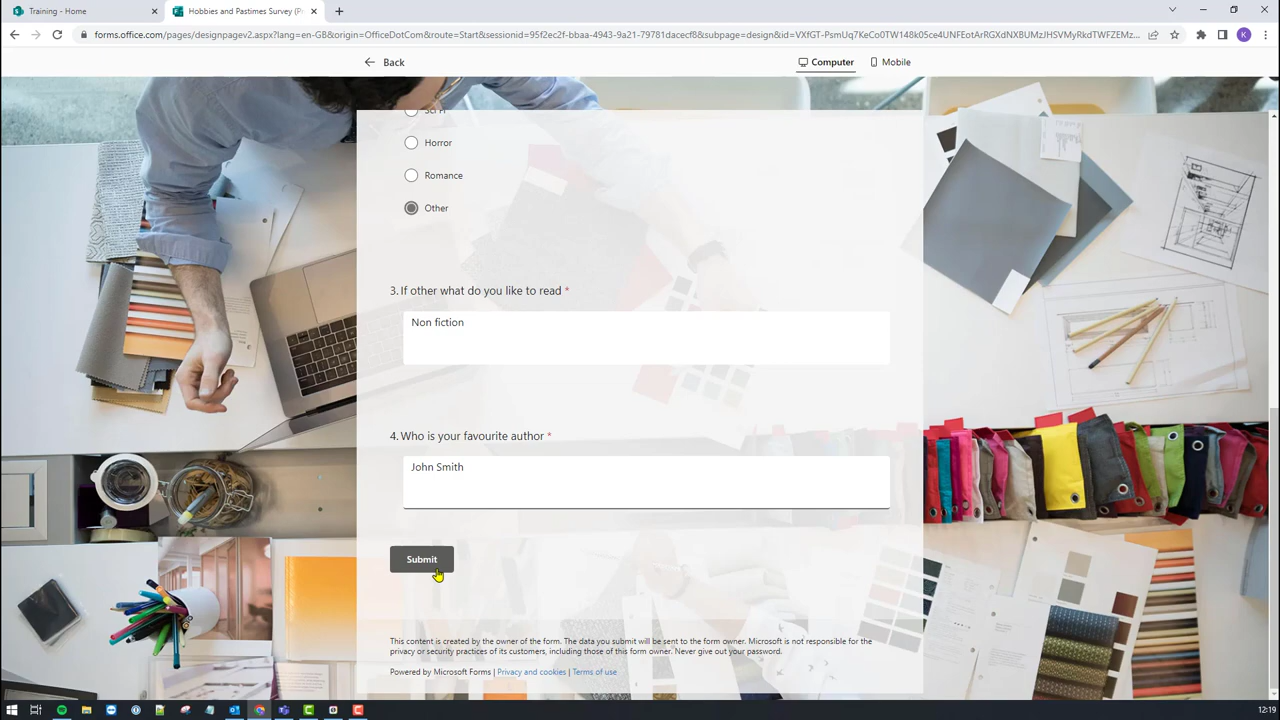 Training - Home
Hobbies and Pastimes Survey (Pr
forms.office.com/pages/designpagev2.aspx?lang=en-GB&origin=OfficeDotCom&route=Start&sessionid=95f2ec2f-bbaa-4943-9a21-79781dacecf8&subpage=design&id=VXfGT-PsmUq7KeCo0TW148k05ce4UNFEotArRGXdNXBUMzJHSVMyRkdTWFZEMz...
K
Back
Computer
Mobile
Sci Fi
Horror
Romance
Other
3. If other what do you like to read *
Non fiction
4. Who is your favourite author *
John Smith
Submit
This content is created by the owner of the form. The data you submit will be sent to the form owner. Microsoft is not responsible for the
privacy or security practices of its customers, including those of this form owner. Never give out your password.
Powered by Microsoft Forms | Privacy and cookies | Terms of use
12:19